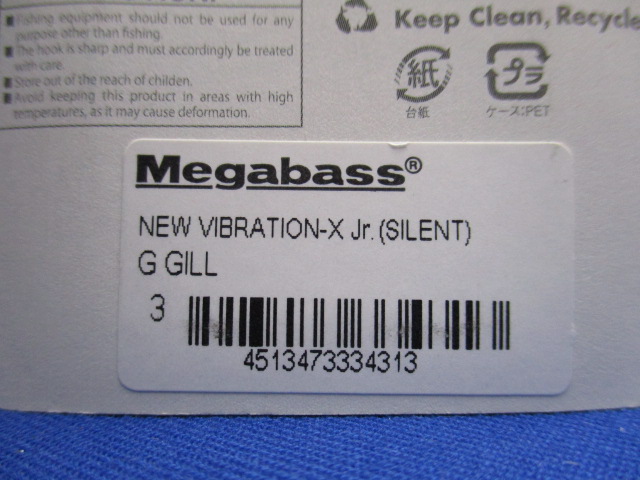 ■Fishing equipment should not be used for any
purpose other than fishing.
■The hook is sharp and must accordingly be treated
with care.
■Store out of the reach of childen.
■Avoid keeping this product in areas with high
temperatures, as it may cause deformation.
Keep Clean, Recycle
紙
台紙
プラ
ケース:PET
Megabass®
NEW VIBRATION-X Jr.(SILENT)
G GILL
3
4513473334313